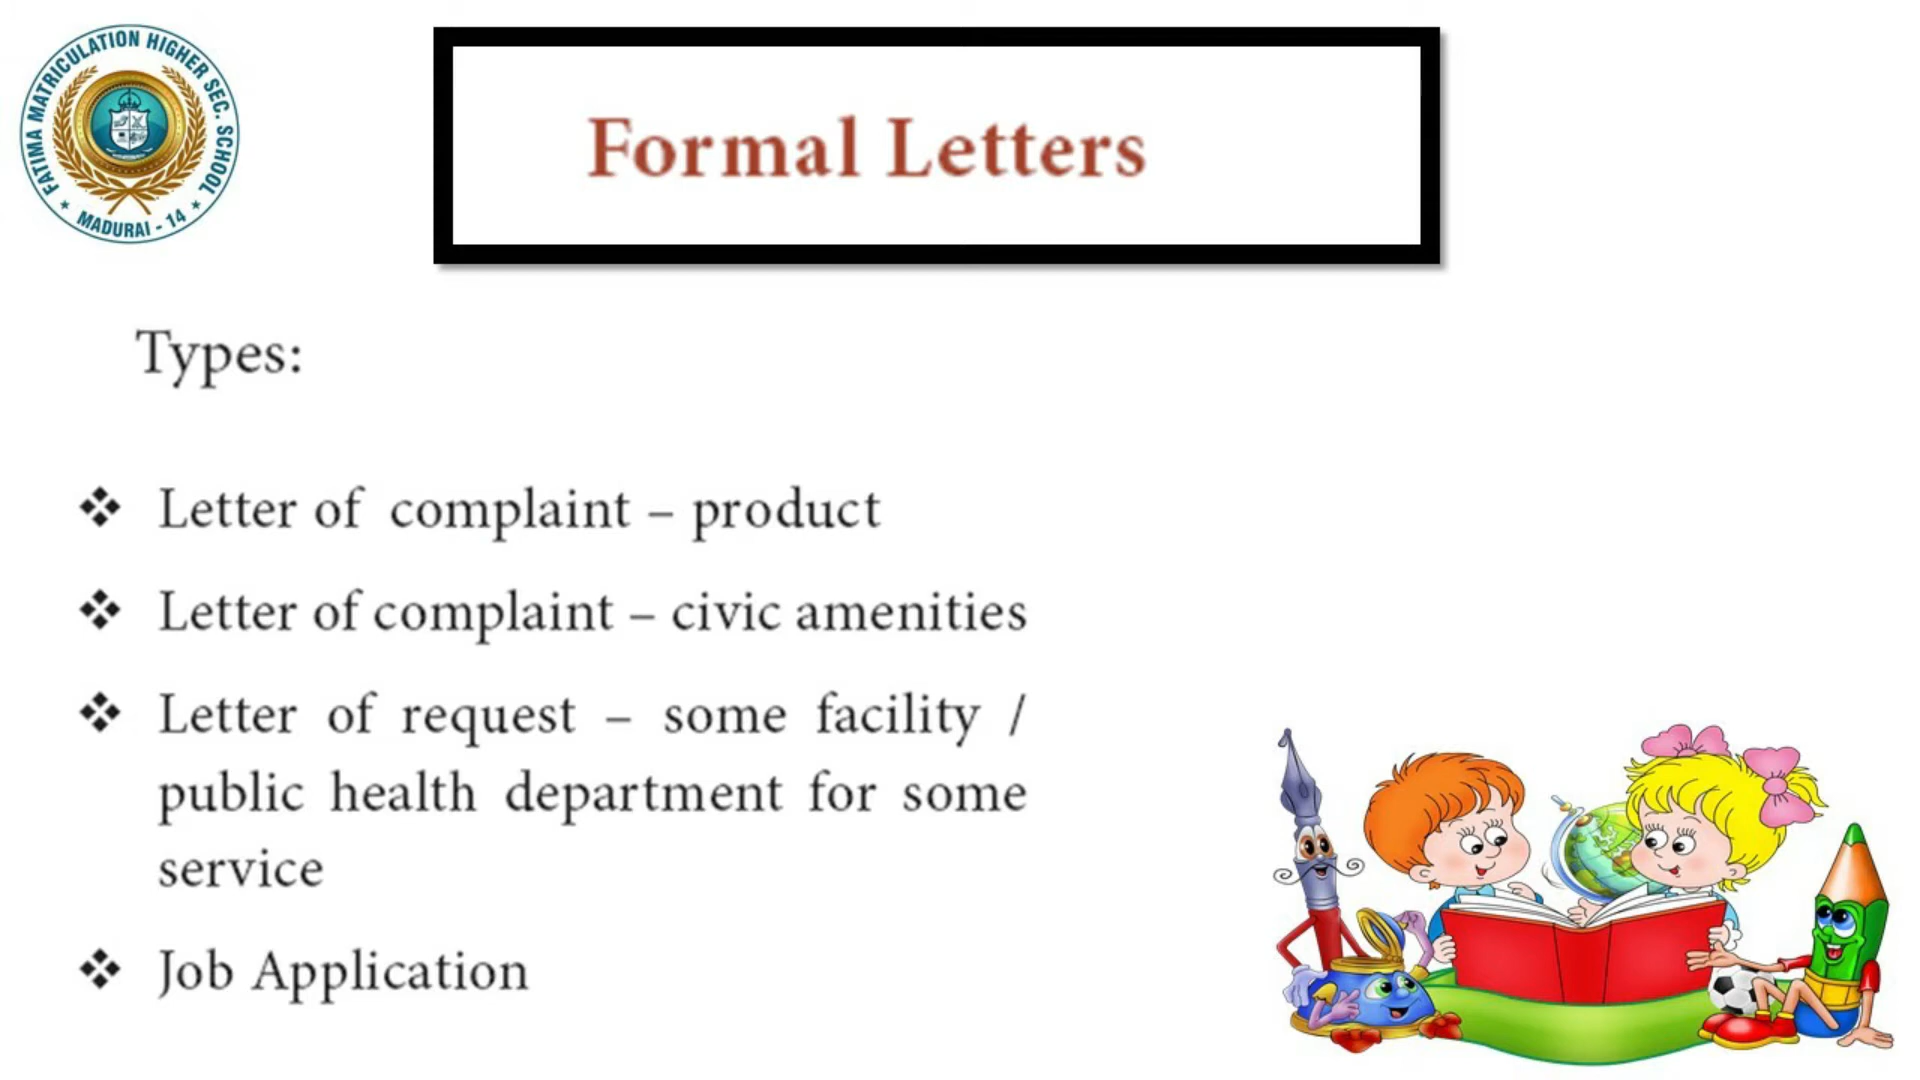 FATIMA MATRICULATION HIGHER SEC. SCHOOL
MADURAI - 14
Formal Letters
Types:
Letter of complaint – product
Letter of complaint – civic amenities
Letter of request – some facility /
public health department for some
service
Job Application